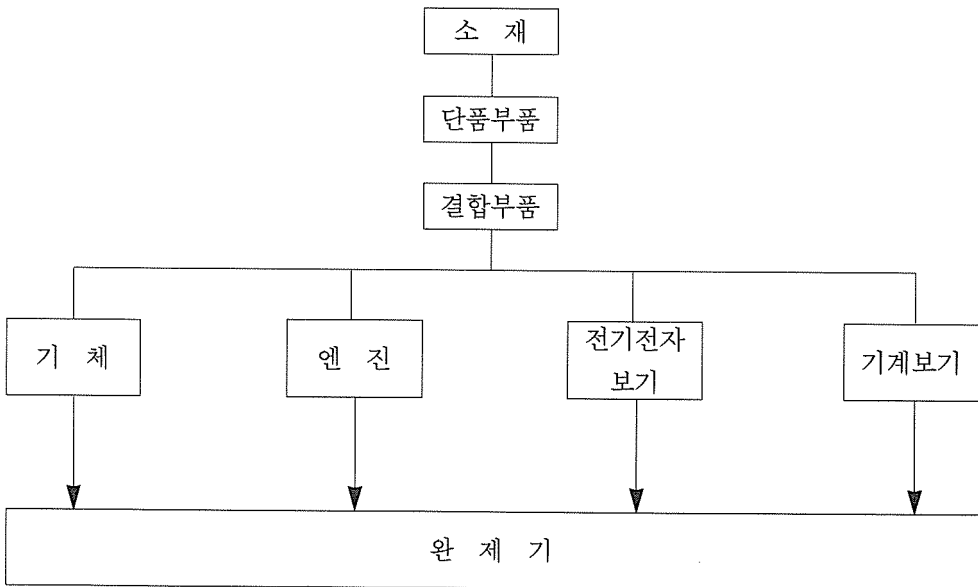 소 재
단품부품
결합부품
기 체
엔 진
전기전자
보기
기계보기
완 제 기